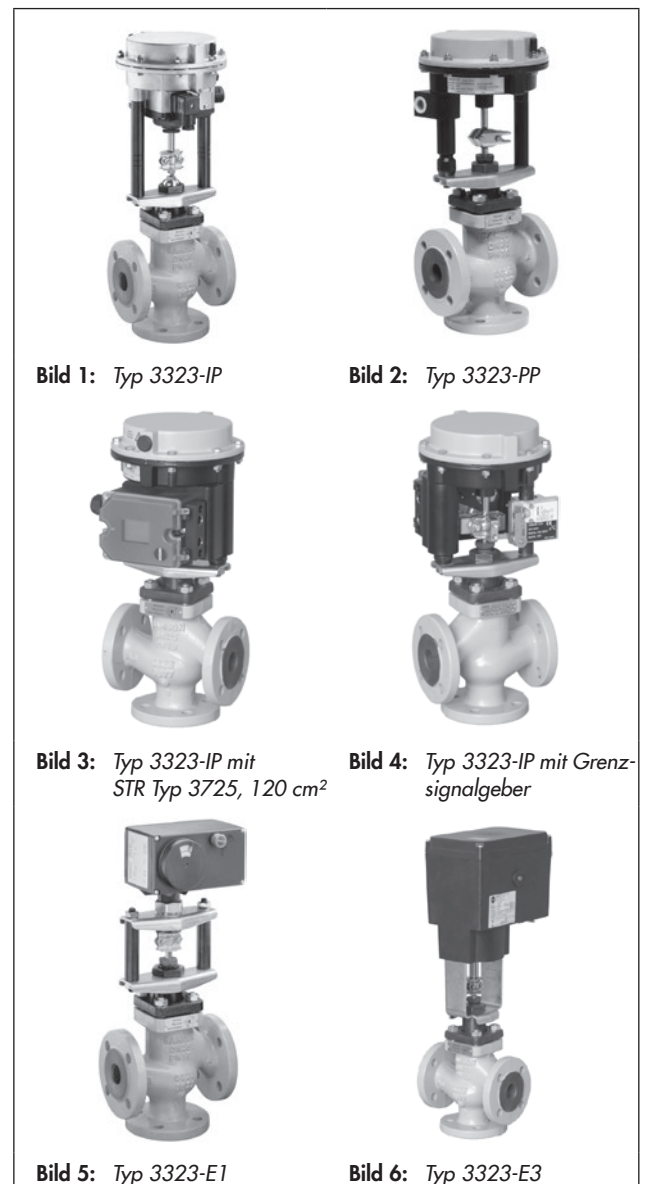 Bild 1: Typ 3323-IP
Bild 2: Typ 3323-PP
Bild 3: Typ 3323-IP mit
STR Typ 3725, 120 cm²
Bild 4: Typ 3323-IP mit Grenz-
signalgeber
Bild 5: Typ 3323-E1
Bild 6: Typ 3323-E3